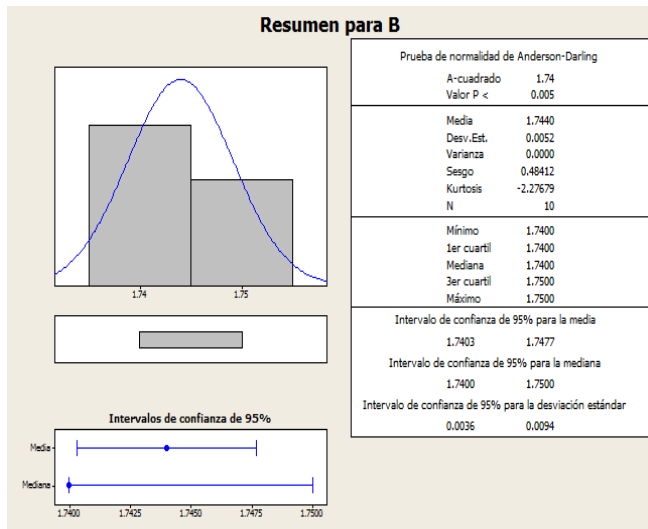 Resumen para B
1.74 1.75
Intervalos de confianza de 95%
Media
Mediana
1.7400 1.7425 1.7450 1.7475 1.7500
Prueba de normalidad de Anderson-Darling
A-cuadrado 1.74
Valor P < 0.005
Media 1.7440
Desv.Est. 0.0052
Varianza 0.0000
Sesgo 0.48412
Kurtosis -2.27679
N 10
Mínimo 1.7400
1er cuartil 1.7400
Mediana 1.7400
3er cuartil 1.7500
Máximo 1.7500
Intervalo de confianza de 95% para la media
1.7403 1.7477
Intervalo de confianza de 95% para la mediana
1.7400 1.7500
Intervalo de confianza de 95% para la desviación estándar
0.0036 0.0094